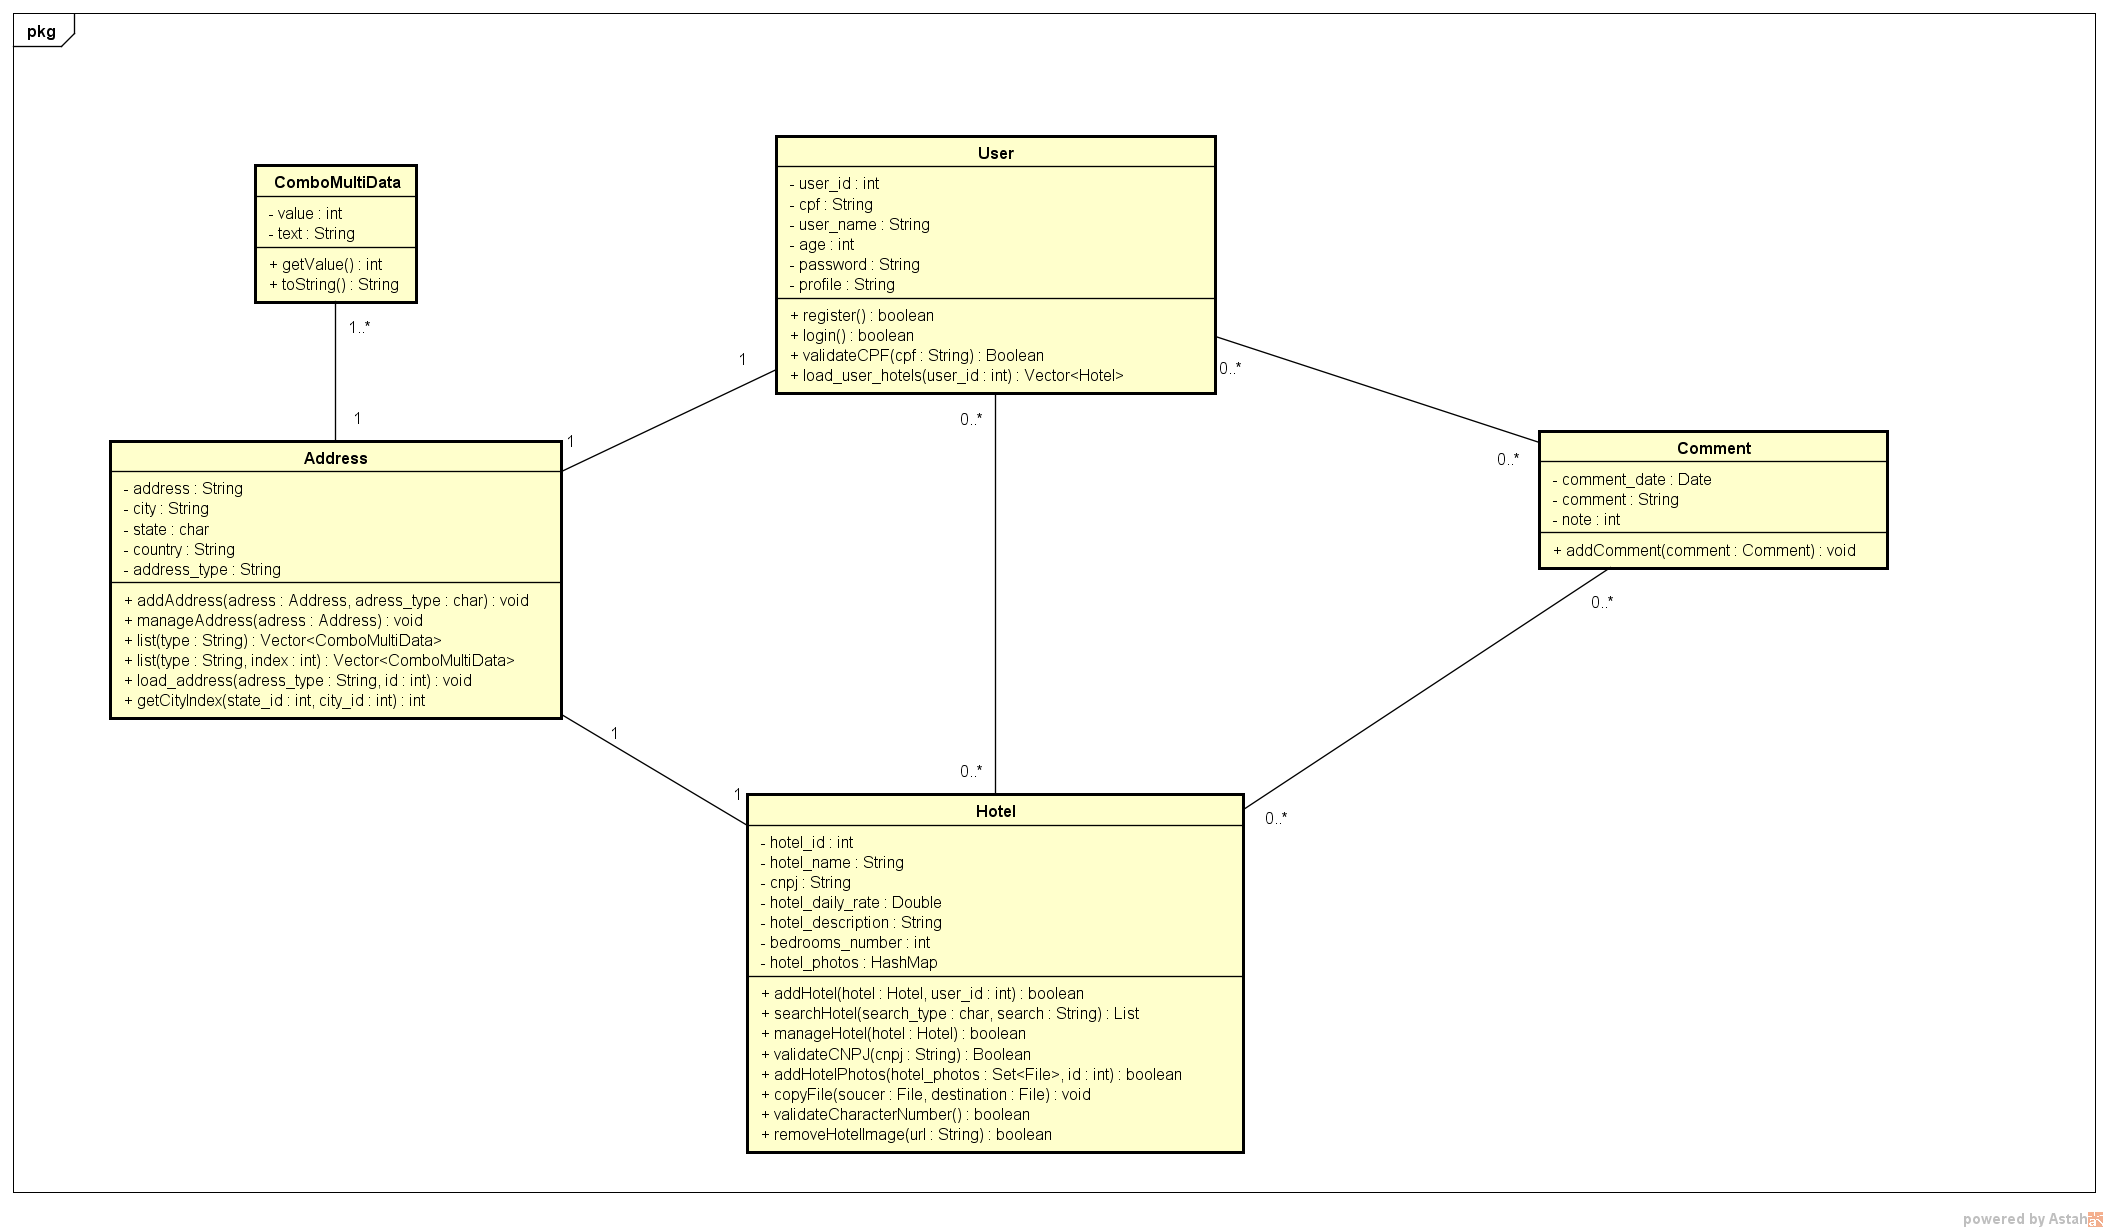 pkg
ComboMultiData
- value : int
- text : String
+ getValue() : int
+ toString() : String
1..*
1
User
- user_id : int
- cpf : String
- user_name : String
- age : int
- password : String
- profile : String
+ register() : boolean
+ login() : boolean
+ validateCPF(cpf : String) : Boolean
+ load_user_hotels(user_id : int) : Vector<Hotel>
1
1
0..*
0..*
0..*
0..*
Address
- address : String
- city : String
- state : char
- country : String
- address_type : String
+ addAddress(adress : Address, adress_type : char) : void
+ manageAddress(adress : Address) : void
+ list(type : String) : Vector<ComboMultiData>
+ list(type : String, index : int) : Vector<ComboMultiData>
+ load_address(adress_type : String, id : int) : void
+ getCityIndex(state_id : int, city_id : int) : int
1
1
Comment
- comment_date : Date
- comment : String
- note : int
+ addComment(comment : Comment) : void
0..*
0..*
Hotel
- hotel_id : int
- hotel_name : String
- cnpj : String
- hotel_daily_rate : Double
- hotel_description : String
- bedrooms_number : int
- hotel_photos : HashMap
+ addHotel(hotel : Hotel, user_id : int) : boolean
+ searchHotel(search_type : char, search : String) : List
+ manageHotel(hotel : Hotel) : boolean
+ validateCNPJ(cnpj : String) : Boolean
+ addHotelPhotos(hotel_photos : Set<File>, id : int) : boolean
+ copyFile(soucer : File, destination : File) : void
+ validateCharacterNumber() : boolean
+ removeHotelImage(url : String) : boolean
powered by Astah